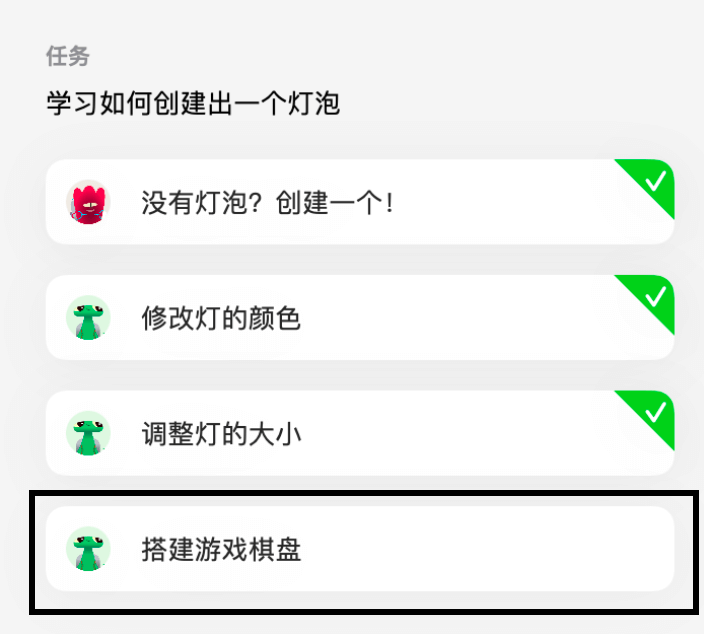 任务
学习如何创建出一个灯泡
没有灯泡？创建一个！
修改灯的颜色
调整灯的大小
搭建游戏棋盘